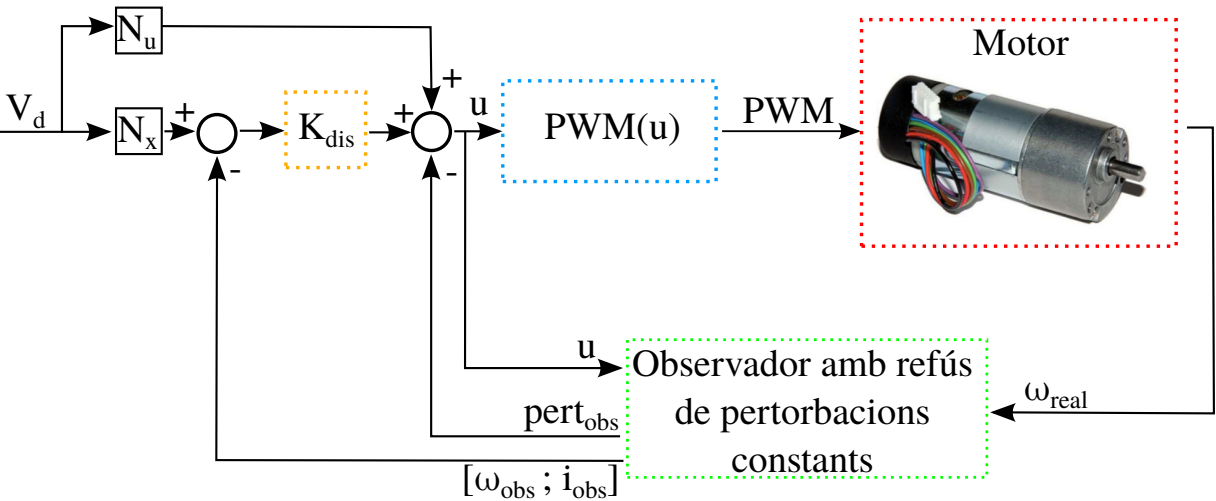 N_u
Motor
V_d
N_x
+
-
K_dis
+
+
-
u
PWM(u)
PWM
u
Observador amb refús
de pertorbacions
constants
pert_obs
[ω_obs ; i_obs]
ω_real